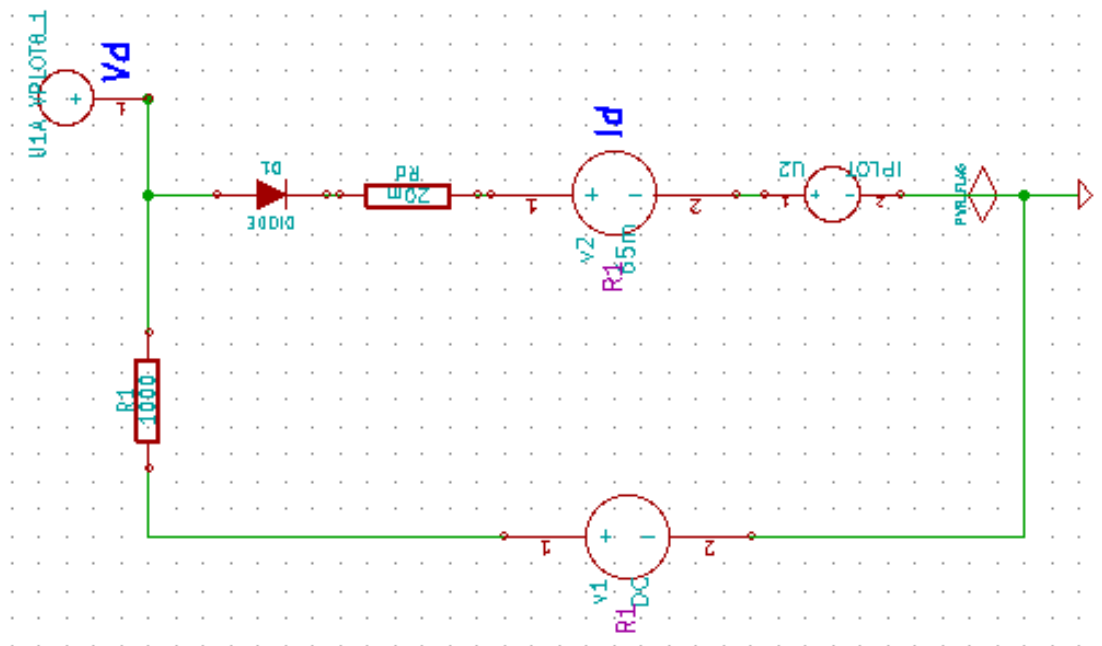 U1A VPLOT8_1
Vd
+
1
D1
DIODE
Rd
20m
Id
+
-
1
2
v2
65m
R1
U2
IPLOT
+
-
1
2
PWR_FLAG
R1
1000
+
-
1
2
v1
DC
R1